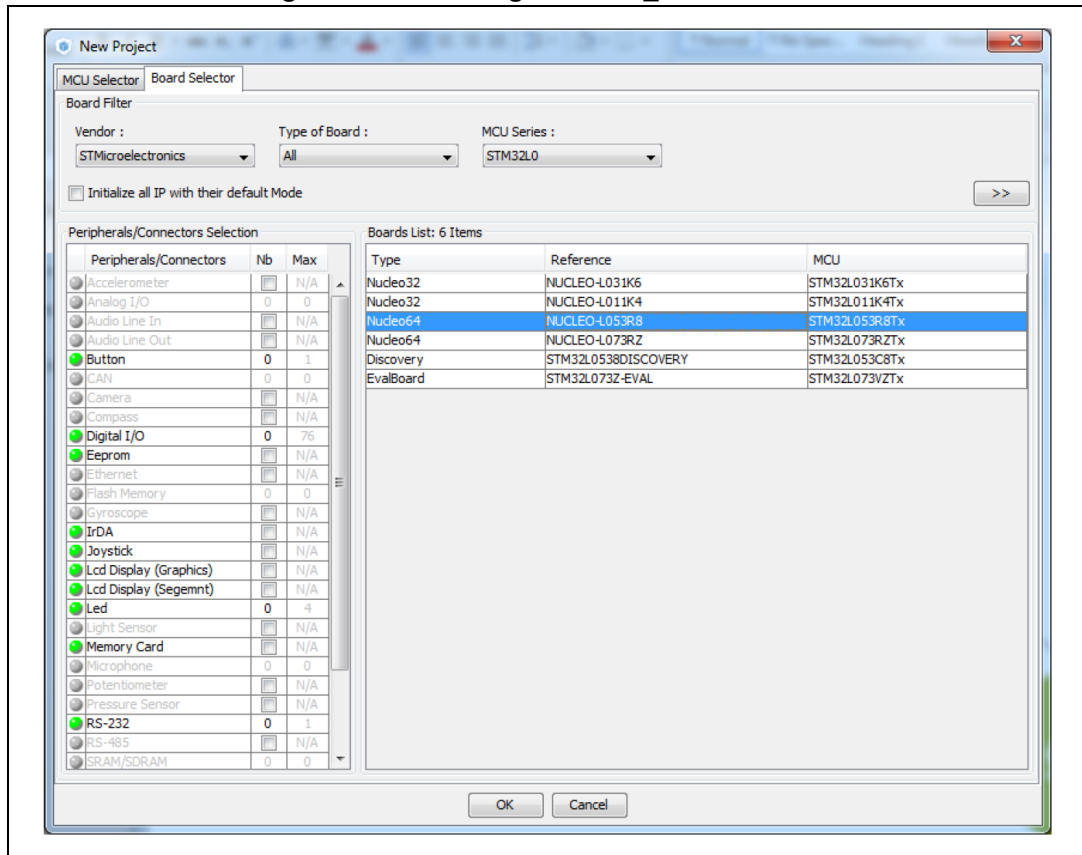 New Project
MCU Selector Board Selector
Board Filter
Vendor : Type of Board : MCU Series :
STMicroelectronics All STM32L0
Initialize all IP with their default Mode >>
Peripherals/Connectors Selection Boards List: 6 Items
Peripherals/Connectors Nb Max Type Reference MCU
Accelerometer N/A Nucleo32 NUCLEO-L031K6 STM32L031K6Tx
Analog I/O 0 0 Nucleo32 NUCLEO-L011K4 STM32L011K4Tx
Audio Line In N/A Nucleo64 NUCLEO-L053R8 STM32L053R8Tx
Audio Line Out N/A Nucleo64 NUCLEO-L073RZ STM32L073RZTx
Button 0 1 Discovery STM32L0538DISCOVERY STM32L053C8Tx
CAN 0 0 EvalBoard STM32L073Z-EVAL STM32L073VZTx
Camera N/A
Compass N/A
Digital I/O 0 76
Eeprom N/A
Ethernet N/A
Flash Memory 0 0
Gyroscope N/A
IrDA N/A
Joystick N/A
Lcd Display (Graphics) N/A
Lcd Display (Segemnt) N/A
Led 0 4
Light Sensor N/A
Memory Card N/A
Microphone 0 0
Potentiometer N/A
Pressure Sensor N/A
RS-232 0 1
RS-485 N/A
SRAM/SDRAM 0 0
OK Cancel